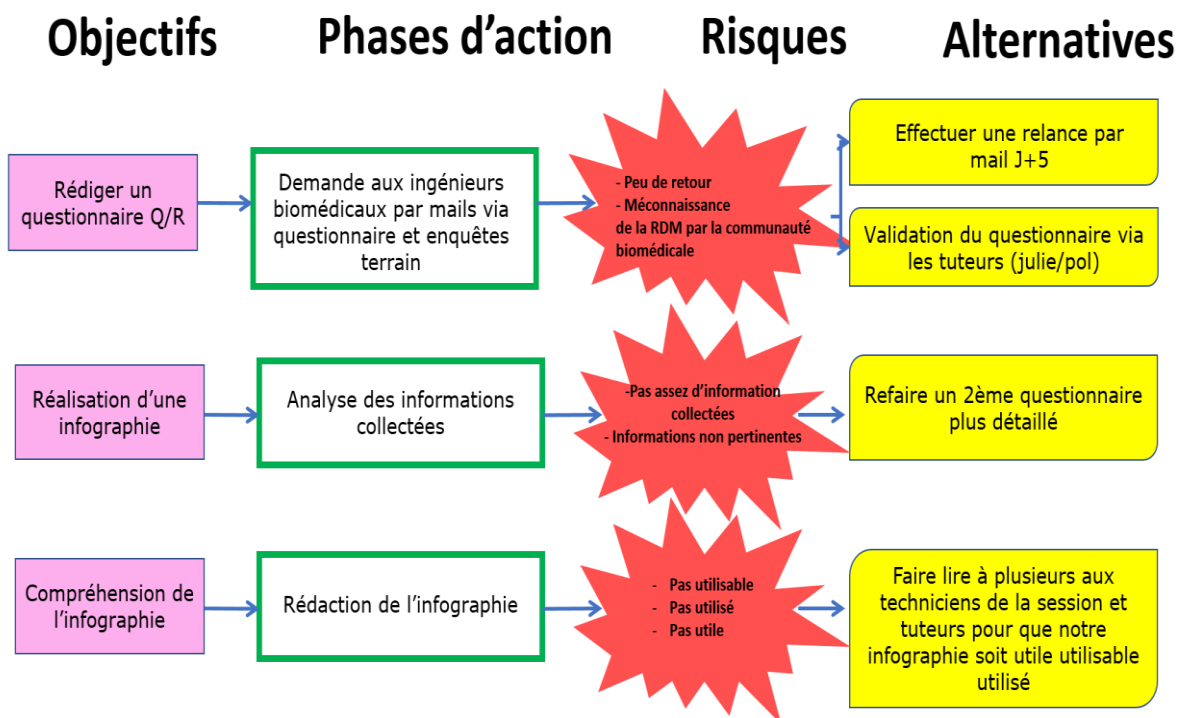 Objectifs
Phases d’action
Risques
Alternatives
Rédiger un
questionnaire Q/R
Demande aux ingénieurs
biomédicaux par mails via
questionnaire et enquêtes
terrain
- Peu de retour
- Méconnaissance
de la RDM par la communauté
biomédicale
Effectuer une relance par
mail J+5
Validation du questionnaire via
les tuteurs (julie/pol)
Réalisation d’une
infographie
Analyse des informations
collectées
-Pas assez d’information
collectées
- Informations non pertinentes
Refaire un 2ème questionnaire
plus détaillé
Compréhension de
l’infographie
Rédaction de l’infographie
- Pas utilisable
- Pas utilisé
- Pas utile
Faire lire à plusieurs aux
techniciens de la session et
tuteurs pour que notre
infographie soit utile utilisable
utilisé